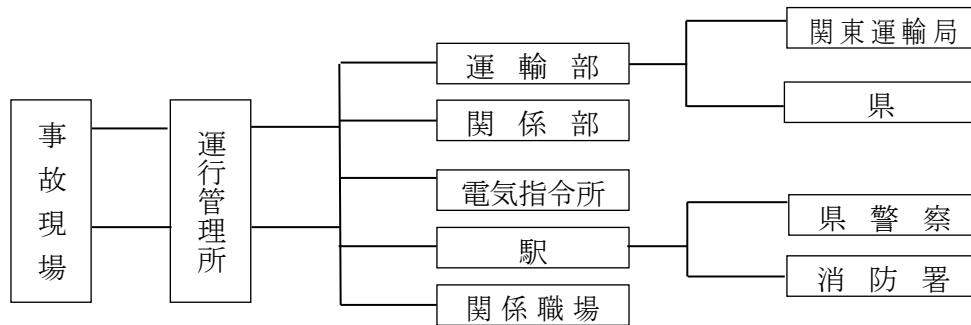 事故現場
運行管理所
運輸部
関係部
電気指令所
駅
関係職場
関東運輸局
県
県警察
消防署